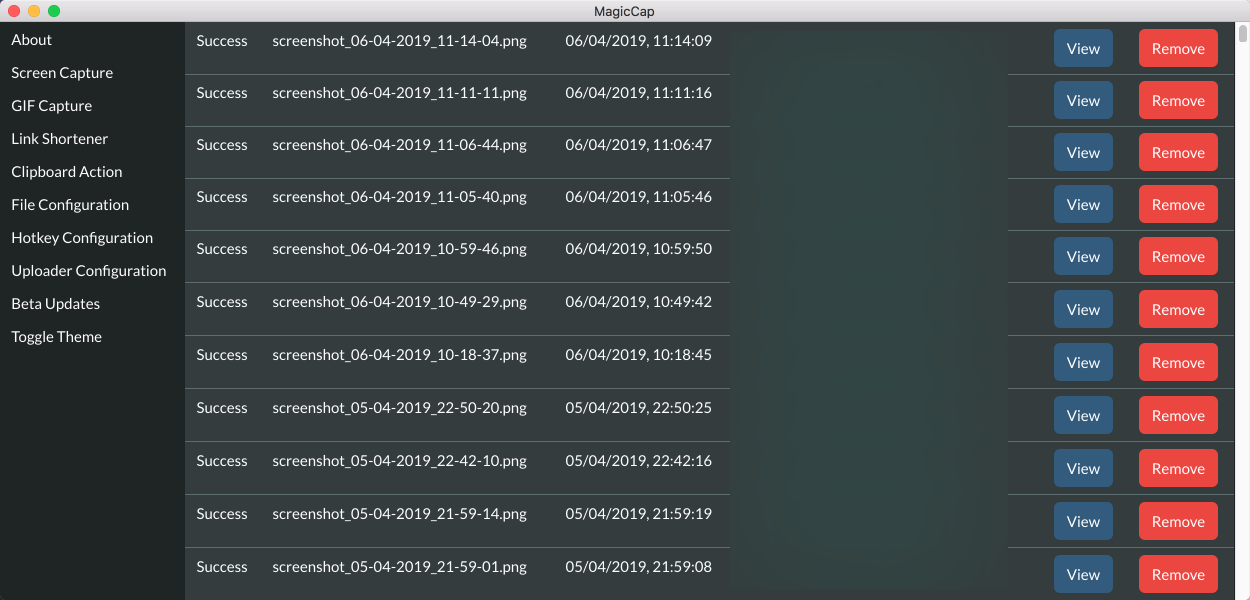 MagicCap
About
Screen Capture
GIF Capture
Link Shortener
Clipboard Action
File Configuration
Hotkey Configuration
Uploader Configuration
Beta Updates
Toggle Theme
Success screenshot_06-04-2019_11-14-04.png 06/04/2019, 11:14:09 View Remove
Success screenshot_06-04-2019_11-11-11.png 06/04/2019, 11:11:16 View Remove
Success screenshot_06-04-2019_11-06-44.png 06/04/2019, 11:06:47 View Remove
Success screenshot_06-04-2019_11-05-40.png 06/04/2019, 11:05:46 View Remove
Success screenshot_06-04-2019_10-59-46.png 06/04/2019, 10:59:50 View Remove
Success screenshot_06-04-2019_10-49-29.png 06/04/2019, 10:49:42 View Remove
Success screenshot_06-04-2019_10-18-37.png 06/04/2019, 10:18:45 View Remove
Success screenshot_05-04-2019_22-50-20.png 05/04/2019, 22:50:25 View Remove
Success screenshot_05-04-2019_22-42-10.png 05/04/2019, 22:42:16 View Remove
Success screenshot_05-04-2019_21-59-14.png 05/04/2019, 21:59:19 View Remove
Success screenshot_05-04-2019_21-59-01.png 05/04/2019, 21:59:08 View Remove